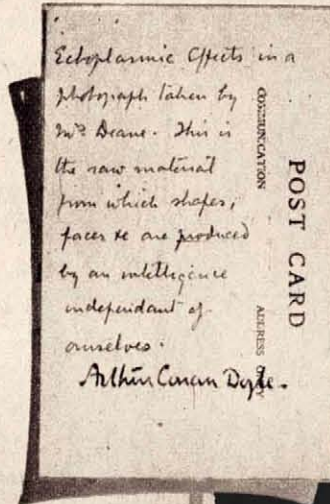 Ectoplasmic Effects in a
photograph taken by
Mrs Deane. This is
the raw material
from which shapes,
faces &c are produced
by an intelligence
independant of
ourselves.
Arthur Conan Doyle.
POST CARD
COMMUNICATION
ADDRESS ONLY